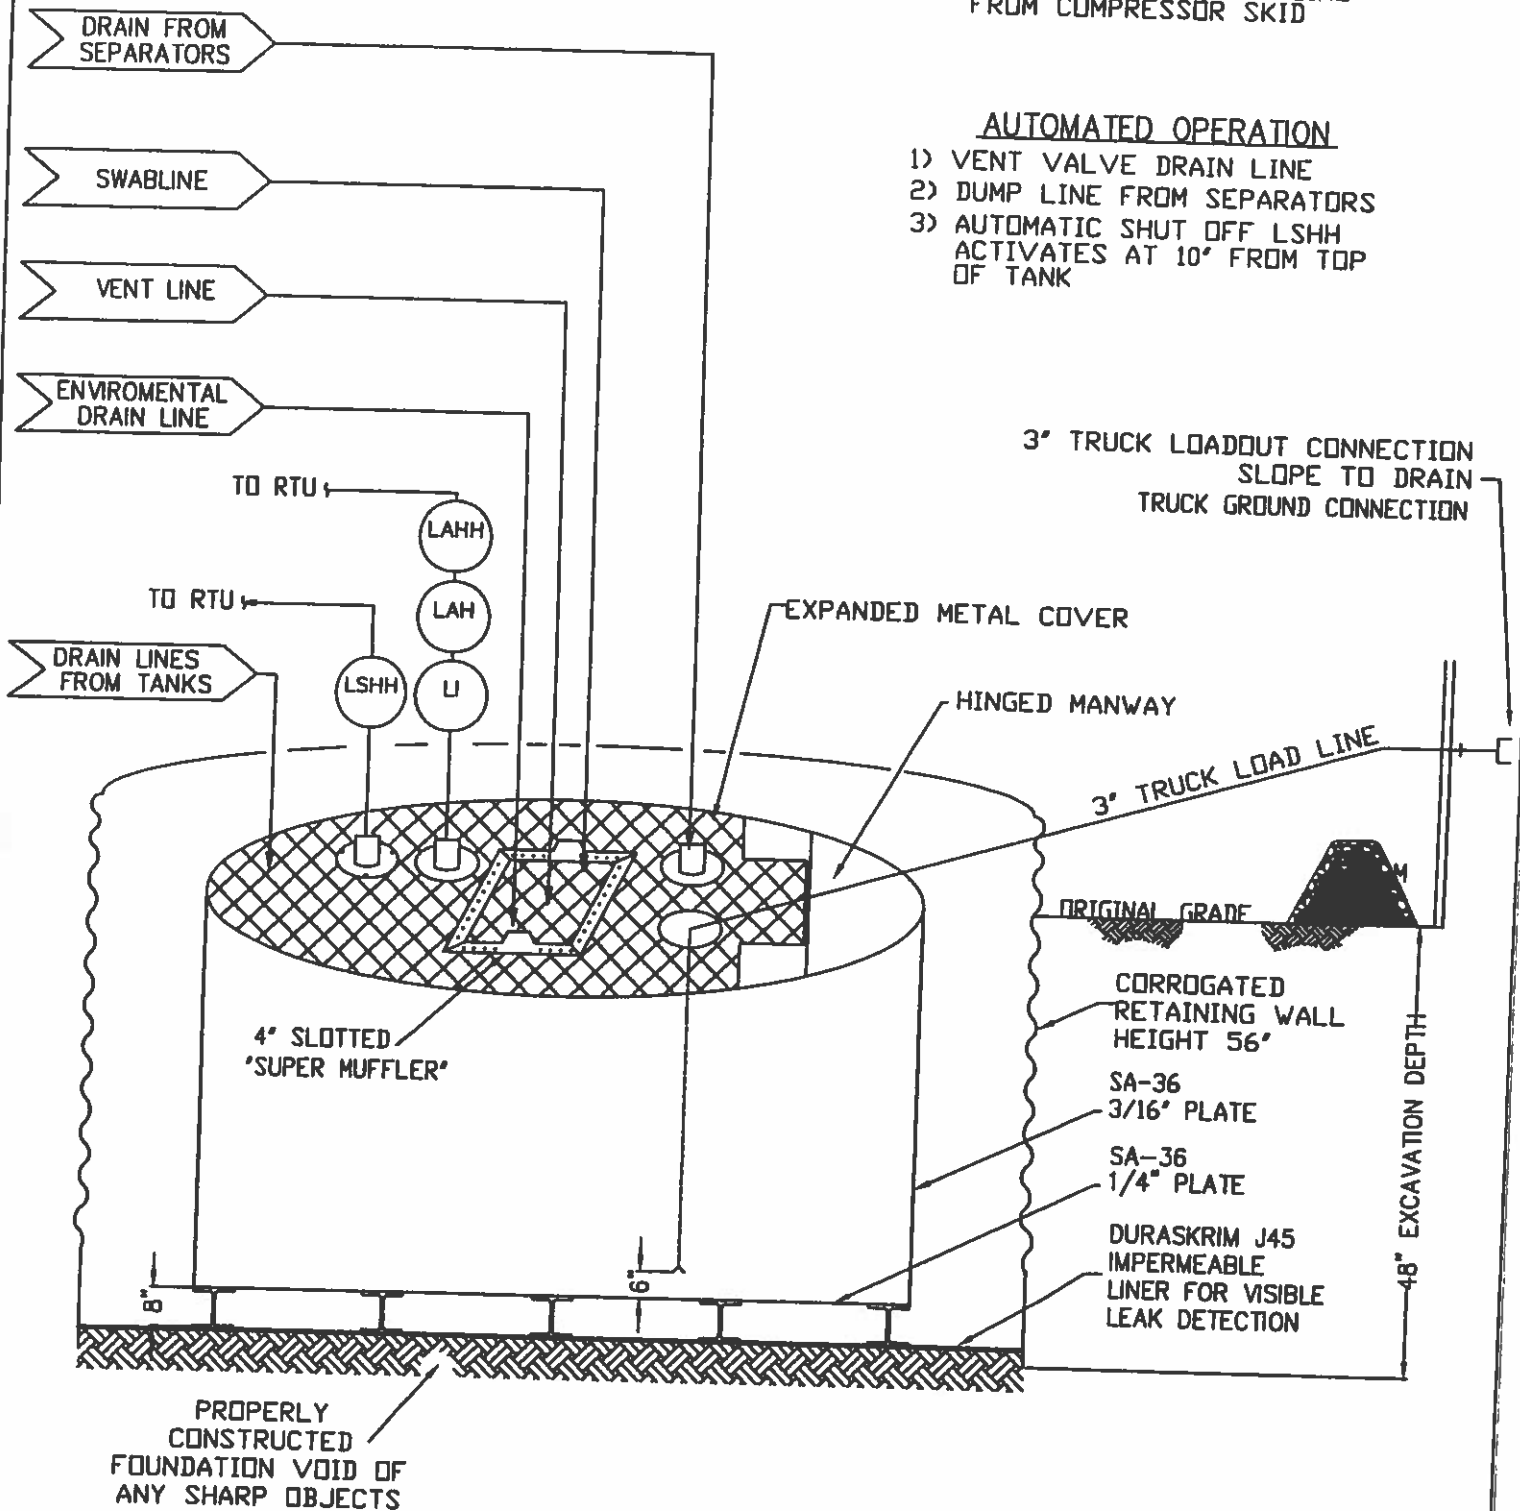 FROM COMPRESSOR SKID
DRAIN FROM
SEPARATORS
AUTOMATED OPERATION
1) VENT VALVE DRAIN LINE
2) DUMP LINE FROM SEPARATORS
3) AUTOMATIC SHUT OFF LSHH
ACTIVATES AT 10" FROM TOP
OF TANK
SWABLINE
VENT LINE
ENVIROMENTAL
DRAIN LINE
3" TRUCK LOADOUT CONNECTION
SLOPE TO DRAIN
TRUCK GROUND CONNECTION
TO RTU
LAHH
TO RTU
LAH
EXPANDED METAL COVER
DRAIN LINES
FROM TANKS
LSHH
LI
HINGED MANWAY
3" TRUCK LOAD LINE
M
ORIGINAL GRADE
CORROGATED
RETAINING WALL
HEIGHT 56"
4" SLOTTED
"SUPER MUFFLER"
SA-36
3/16" PLATE
SA-36
1/4" PLATE
48" EXCAVATION DEPTH
DURASKRIM J45
IMPERMEABLE
LINER FOR VISIBLE
LEAK DETECTION
8"
6"
PROPERLY
CONSTRUCTED
FOUNDATION VOID OF
ANY SHARP OBJECTS